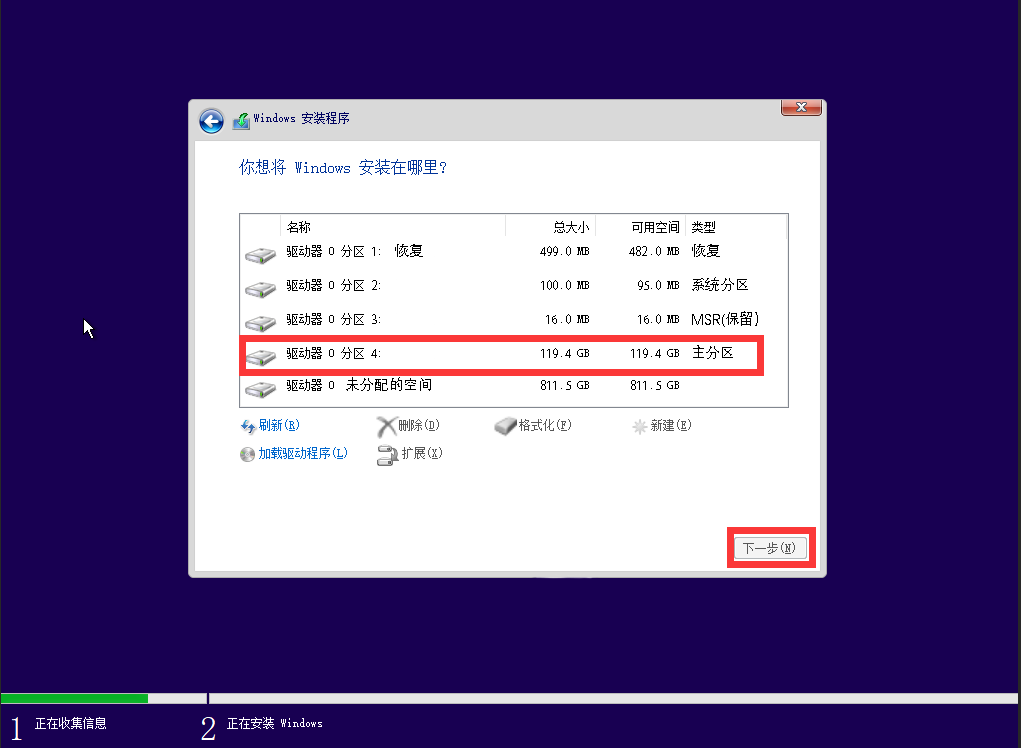 Windows 安装程序
你想将 Windows 安装在哪里?
名称 总大小 可用空间 类型
驱动器 0 分区 1: 恢复 499.0 MB 482.0 MB 恢复
驱动器 0 分区 2: 100.0 MB 95.0 MB 系统分区
驱动器 0 分区 3: 16.0 MB 16.0 MB MSR(保留)
驱动器 0 分区 4: 119.4 GB 119.4 GB 主分区
驱动器 0 未分配的空间 811.5 GB 811.5 GB
刷新(R) 删除(D) 格式化(F) 新建(E)
加载驱动程序(L) 扩展(X)
下一步(N)
1 正在收集信息 2 正在安装 Windows